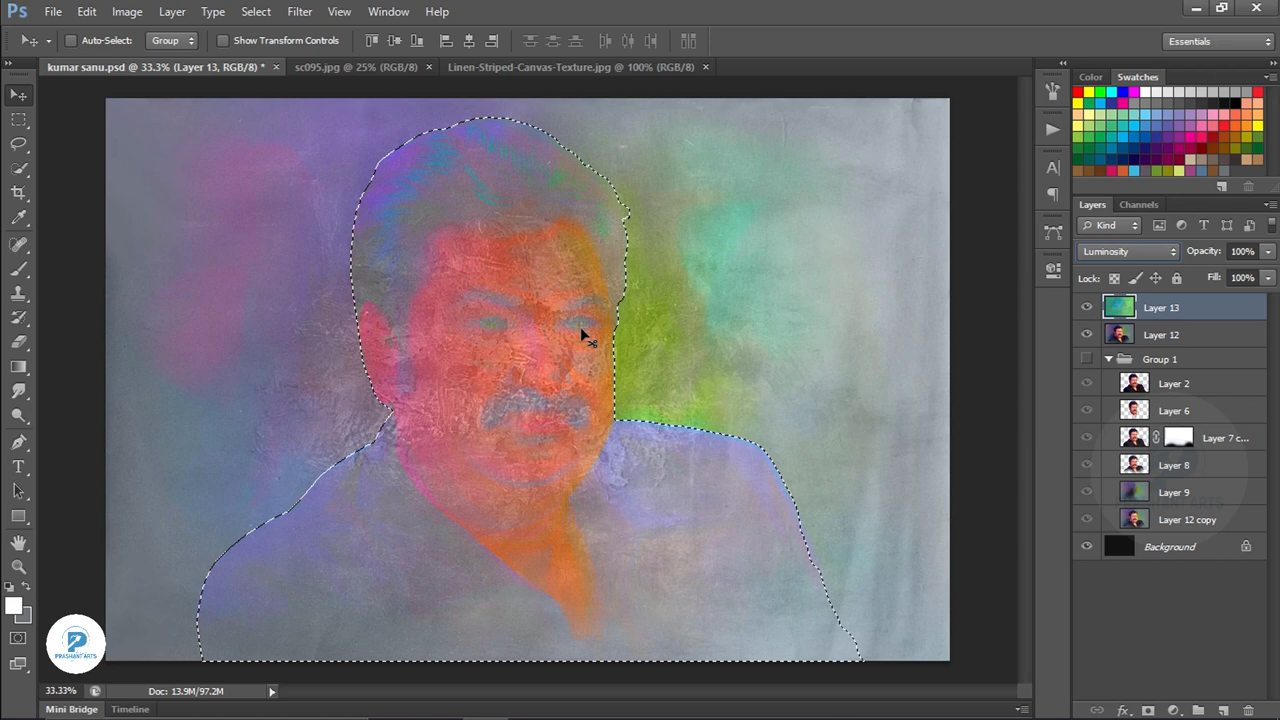 Ps File Edit Image Layer Type Select Filter View Window Help
Auto-Select: Group Show Transform Controls Essentials
kumar sanu.psd @ 33.3% (Layer 13, RGB/8) * × sc095.jpg @ 25% (RGB/8) × Linen-Striped-Canvas-Texture.jpg @ 100% (RGB/8) ×
Color Swatches
Layers Channels
Kind
Luminosity Opacity: 100%
Lock: Fill: 100%
Layer 13
Layer 12
Group 1
Layer 2
Layer 6
Layer 7 c...
Layer 8
Layer 9
Layer 12 copy
Background
PRASHANT ARTS
33.33% Doc: 13.9M/97.2M
Mini Bridge Timeline